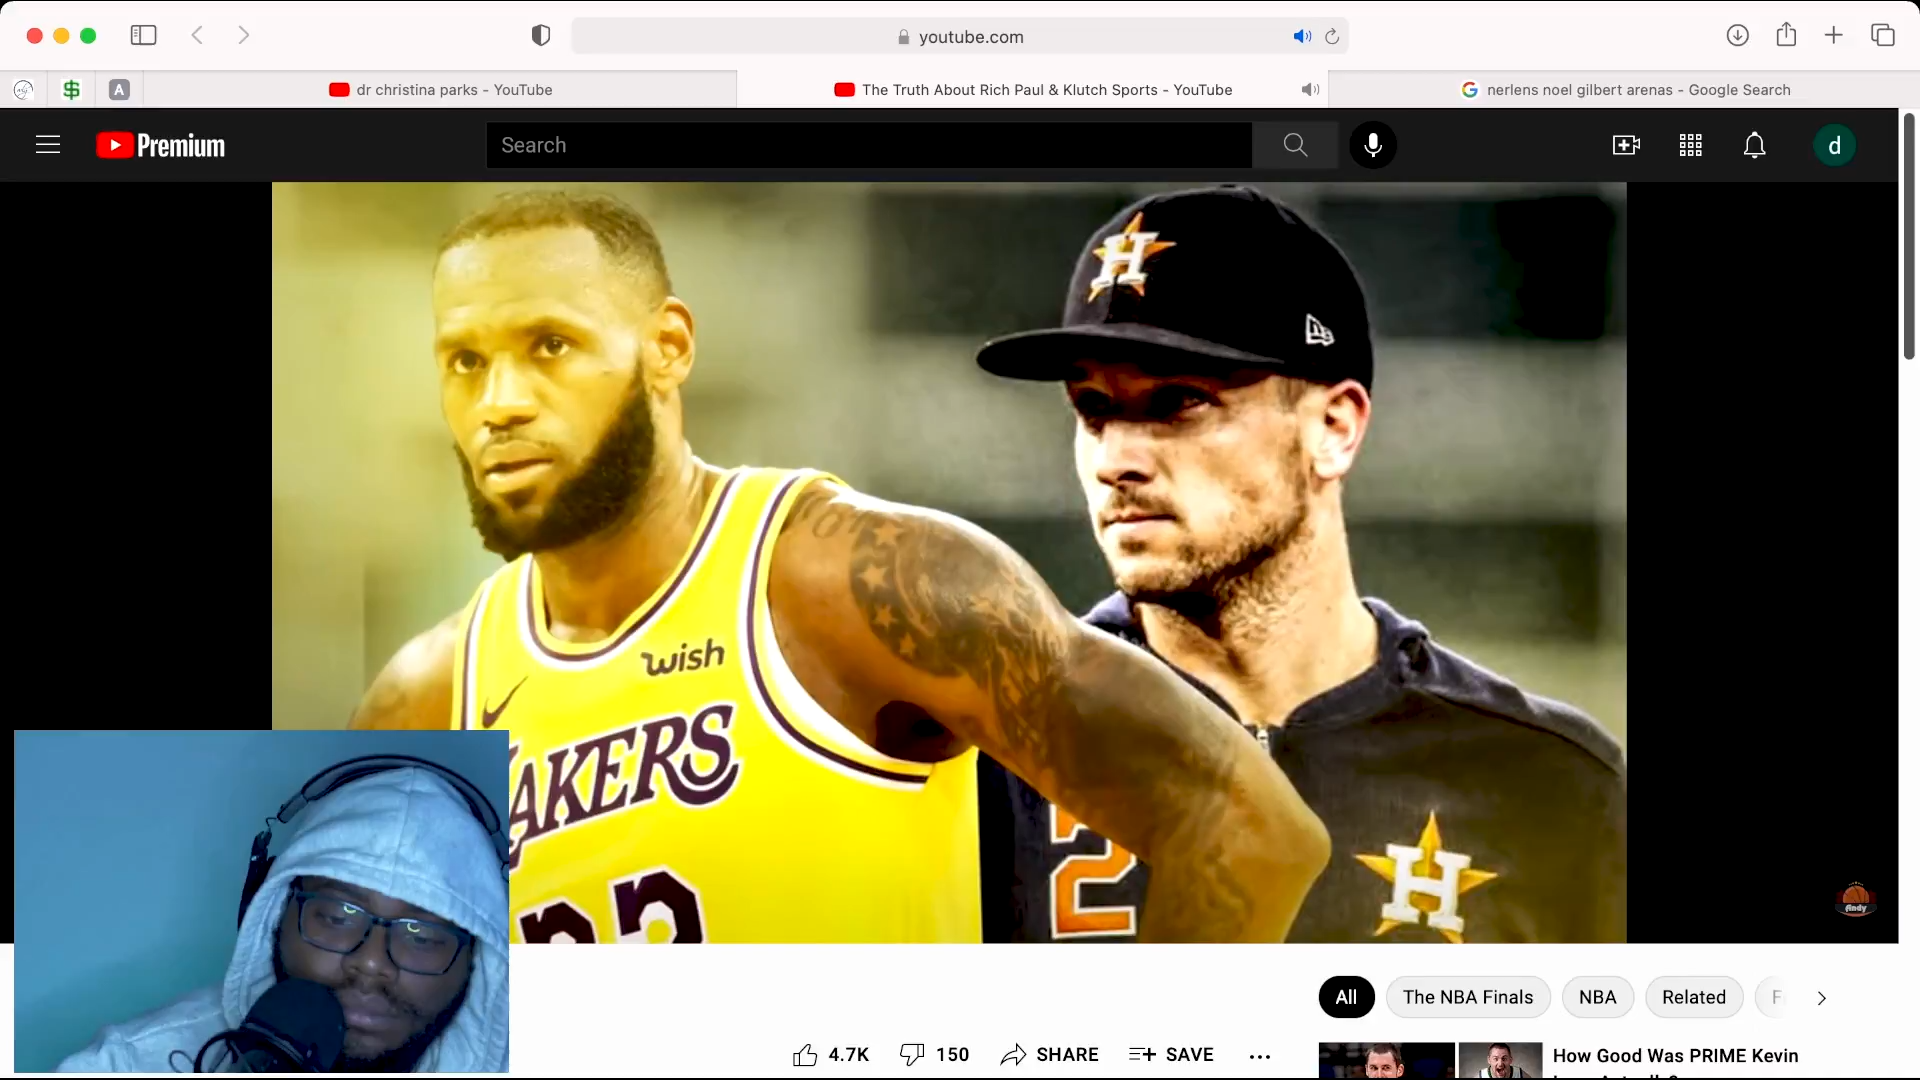 youtube.com
A
dr christina parks - YouTube
The Truth About Rich Paul & Klutch Sports - YouTube
nerlens noel gilbert arenas - Google Search
Premium
Search
d
H
wish
AKERS
2
H
Andy
All
The NBA Finals
NBA
Related
4.7K
150
SHARE
SAVE
How Good Was PRIME Kevin